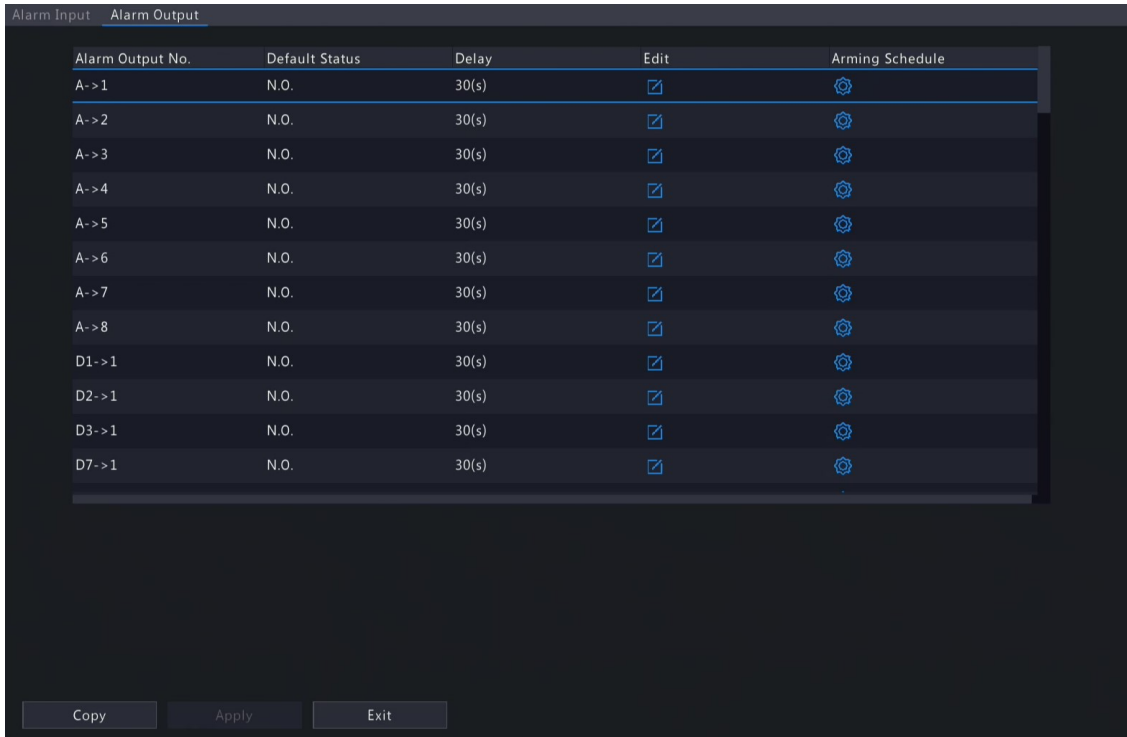 Alarm Input Alarm Output
Alarm Output No. Default Status Delay Edit Arming Schedule
A->1 N.O. 30(s)
A->2 N.O. 30(s)
A->3 N.O. 30(s)
A->4 N.O. 30(s)
A->5 N.O. 30(s)
A->6 N.O. 30(s)
A->7 N.O. 30(s)
A->8 N.O. 30(s)
D1->1 N.O. 30(s)
D2->1 N.O. 30(s)
D3->1 N.O. 30(s)
D7->1 N.O. 30(s)
Copy Apply Exit